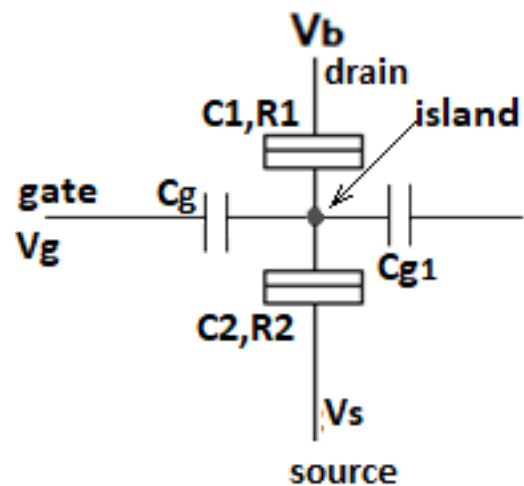 Vb
drain
C1,R1
island
gate
Cg
Vg
Cg1
C2,R2
Vs
source